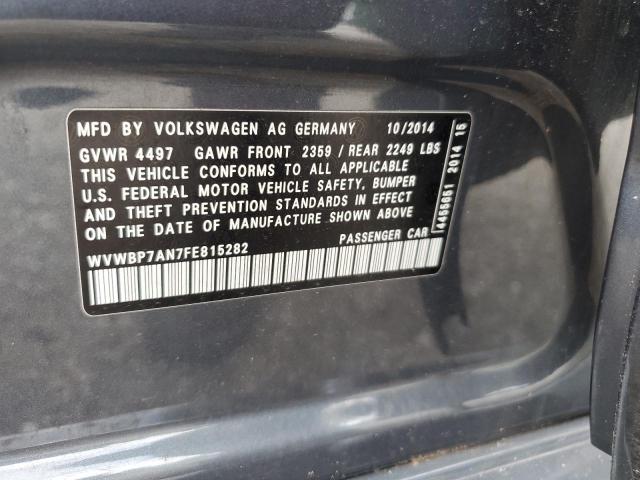 MFD BY VOLKSWAGEN AG GERMANY 10/2014
GVWR 4497 GAWR FRONT 2359 / REAR 2249 LBS
THIS VEHICLE CONFORMS TO ALL APPLICABLE
U.S. FEDERAL MOTOR VEHICLE SAFETY, BUMPER
AND THEFT PREVENTION STANDARDS IN EFFECT
ON THE DATE OF MANUFACTURE SHOWN ABOVE
WVWBP7AN7FE815282 PASSENGER CAR
4455861 2014 16